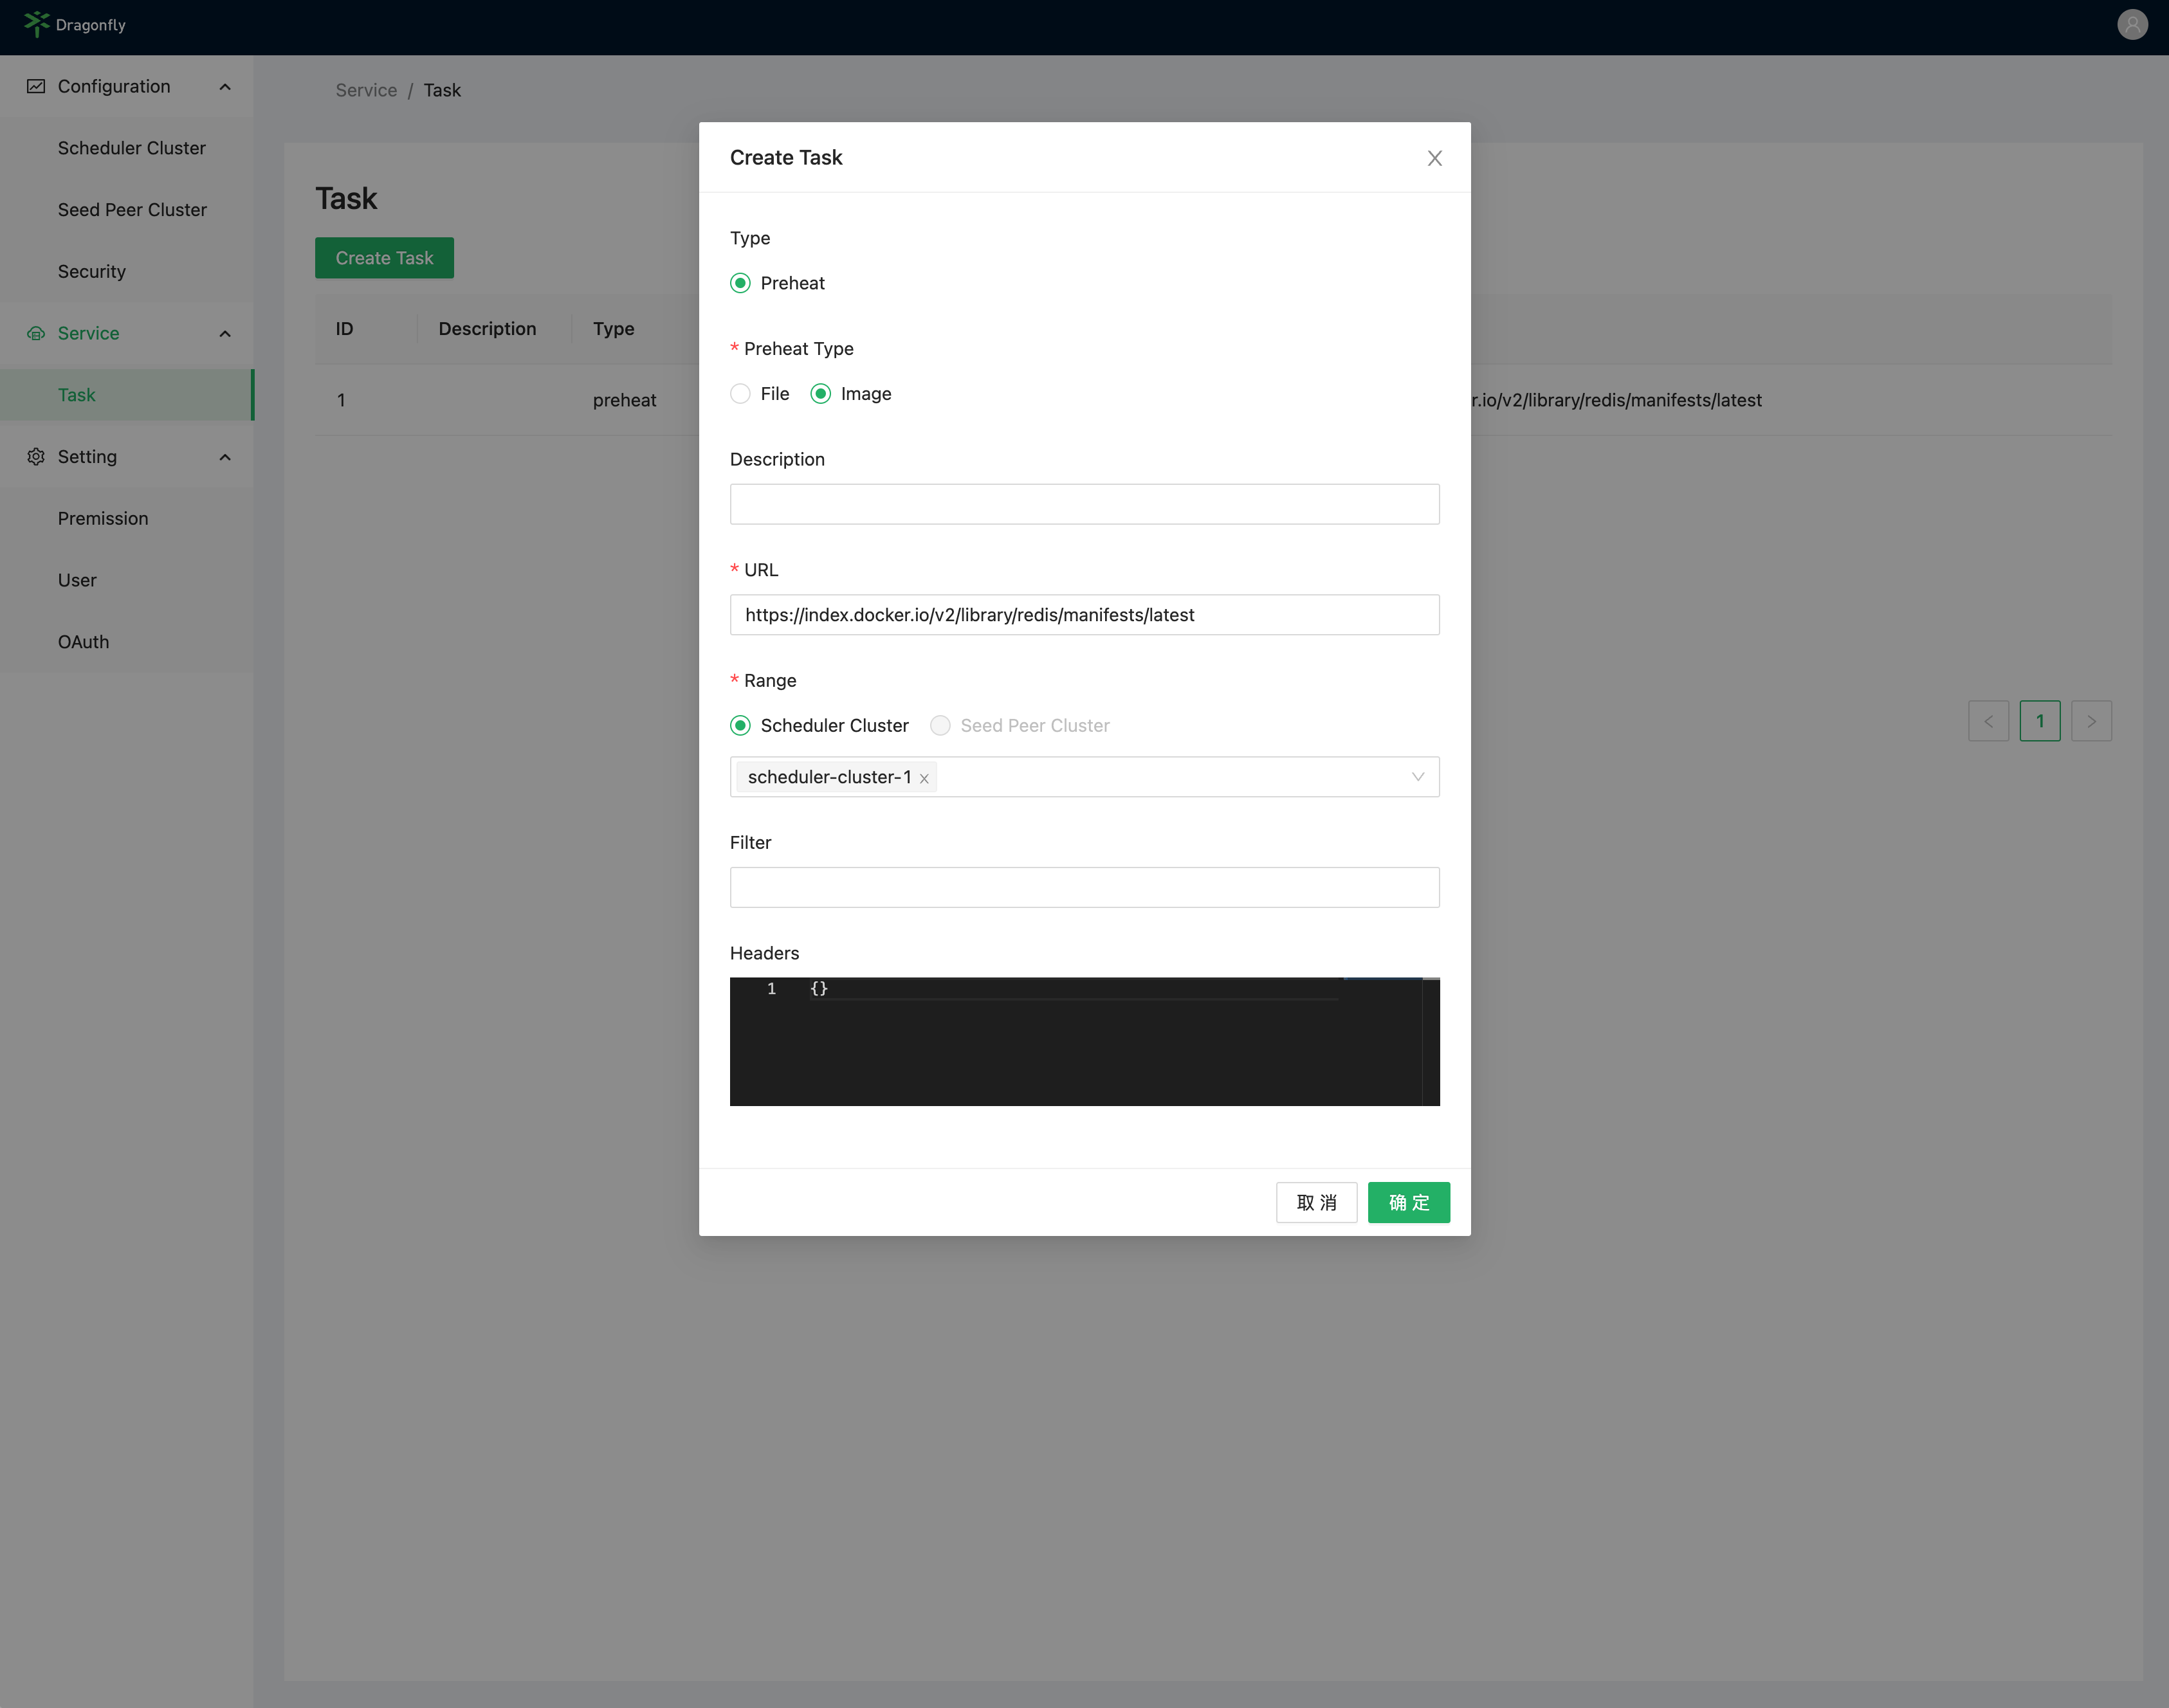 Dragonfly
Configuration
Scheduler Cluster
Seed Peer Cluster
Security
Service
Task
Setting
Premission
User
OAuth
Service / Task
Task
Create Task
ID Description Type
1 preheat r.io/v2/library/redis/manifests/latest
< 1 >
Create Task
Type
Preheat
* Preheat Type
File Image
Description
* URL
https://index.docker.io/v2/library/redis/manifests/latest
* Range
Scheduler Cluster Seed Peer Cluster
scheduler-cluster-1
Filter
Headers
1 {}
取 消 确 定